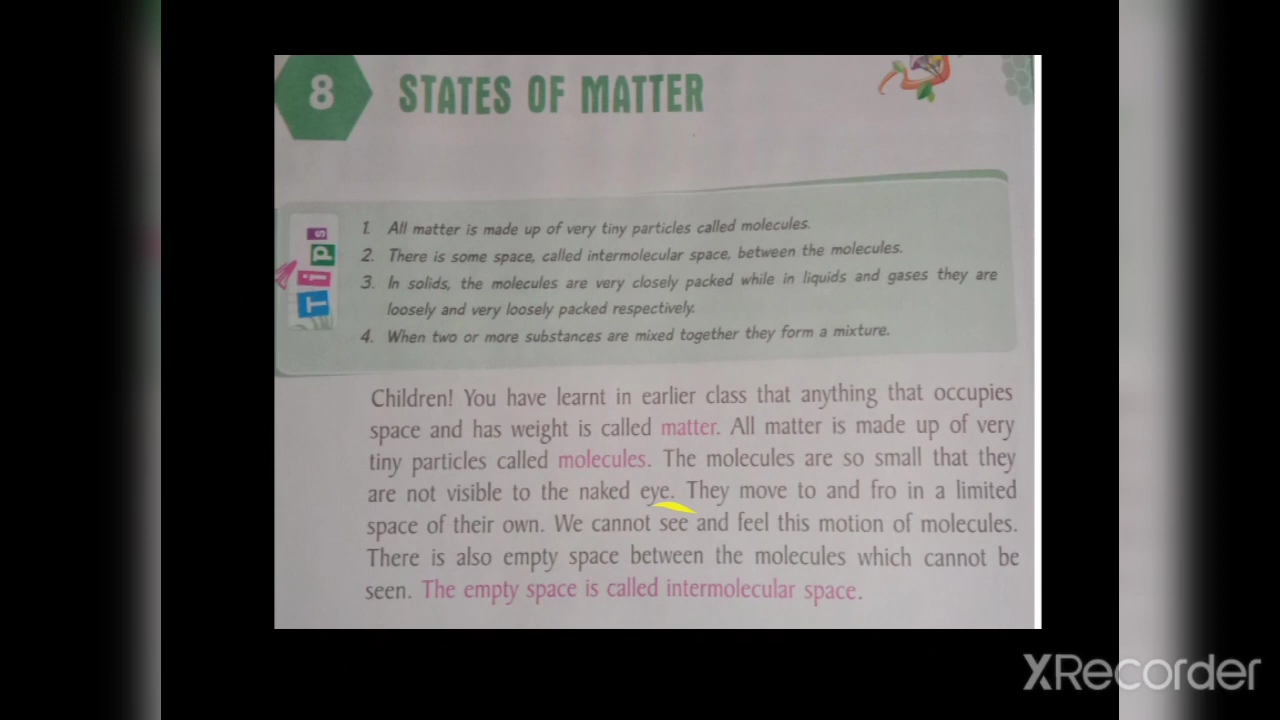 8 STATES OF MATTER
Tips
1. All matter is made up of very tiny particles called molecules.
2. There is some space, called intermolecular space, between the molecules.
3. In solids, the molecules are very closely packed while in liquids and gases they are
loosely and very loosely packed respectively.
4. When two or more substances are mixed together they form a mixture.
Children! You have learnt in earlier class that anything that occupies
space and has weight is called matter. All matter is made up of very
tiny particles called molecules. The molecules are so small that they
are not visible to the naked eye. They move to and fro in a limited
space of their own. We cannot see and feel this motion of molecules.
There is also empty space between the molecules which cannot be
seen. The empty space is called intermolecular space.
XRecorder